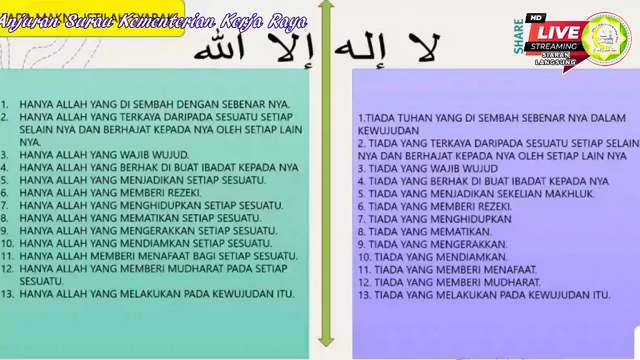 Anjuran Surau Kementerian Kerja Raya
لا إله إلا الله
HD
SHARE
LIVE
STREAMING
SIARAN
LANGSUNG
1. HANYA ALLAH YANG DI SEMBAH DENGAN SEBENAR NYA.
2. HANYA ALLAH YANG TERKAYA DARIPADA SESUATU SETIAP
SELAIN NYA DAN BERHAJAT KEPADA NYA OLEH SETIAP LAIN
NYA.
3. HANYA ALLAH YANG WAJIB WUJUD.
4. HANYA ALLAH YANG BERHAK DI BUAT IBADAT KEPADA NYA
5. HANYA ALLAH YANG MENJADIKAN SETIAP SESUATU.
6. HANYA ALLAH YANG MEMBERI REZEKI.
7. HANYA ALLAH YANG MENGHIDUPKAN SETIAP SESUATU.
8. HANYA ALLAH YANG MEMATIKAN SETIAP SESUATU.
9. HANYA ALLAH YANG MENGERAKKAN SETIAP SESUATU.
10. HANYA ALLAH YANG MENDIAMKAN SETIAP SESUATU.
11. HANYA ALLAH MEMBERI MENAFAAT BAGI SETIAP SESUATU.
12. HANYA ALLAH YANG MEMBERI MUDHARAT PADA SETIAP
SESUATU.
13. HANYA ALLAH YANG MELAKUKAN PADA KEWUJUDAN ITU.
1.TIADA TUHAN YANG DI SEMBAH SEBENAR NYA DALAM
KEWUJUDAN
2. TIADA YANG TERKAYA DARIPADA SESUATU SETIAP SELAIN
NYA DAN BERHAJAT KEPADA NYA OLEH SETIAP LAIN NYA
3. TIADA YANG WAJIB WUJUD
4. TIADA YANG BERHAK DI BUAT IBADAT KEPADA NYA
5. TIADA YANG MENJADIKAN SEKELIAN MAKHLUK.
6. TIADA YANG MEMBERI REZEKI.
7. TIADA YANG MENGHIDUPKAN
8. TIADA YANG MEMATIKAN.
9. TIADA YANG MENGERAKKAN.
10. TIADA YANG MENDIAMKAN.
11. TIADA YANG MEMBERI MENAFAAT.
12. TIADA YANG MEMBERI MUDHARAT.
13. TIADA YANG MELAKUKAN PADA KEWUJUDAN ITU.